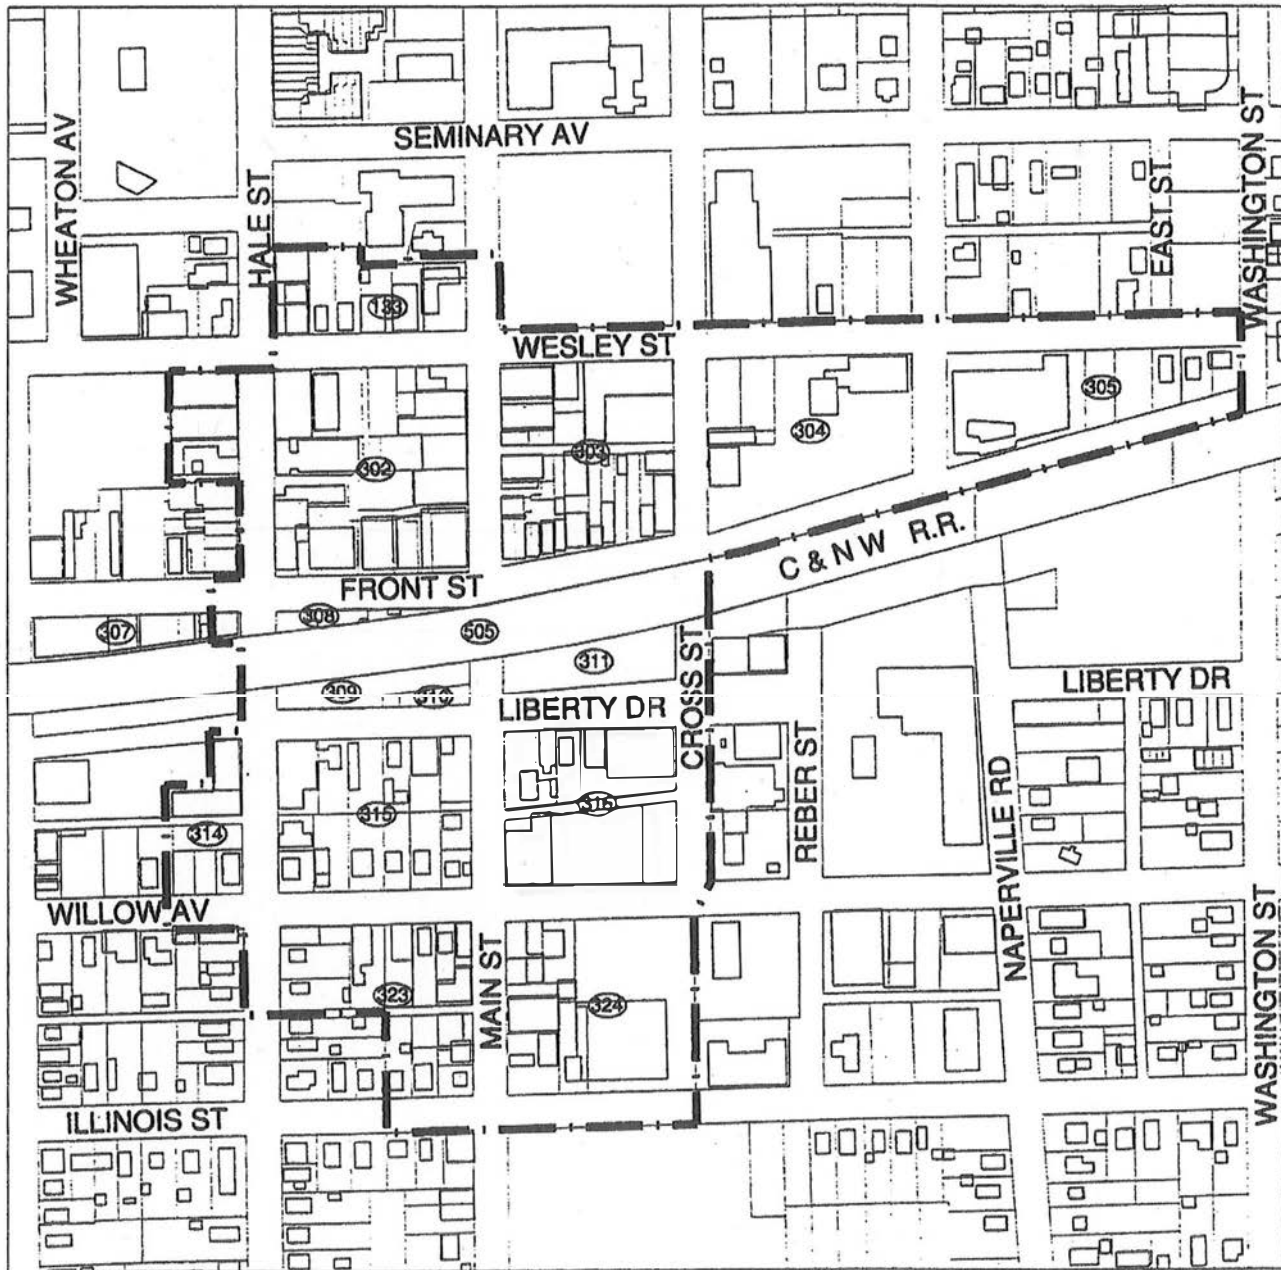 SEMINARY AV
WHEATON AV
HALE ST
EAST ST
WASHINGTON ST
133
WESLEY ST
305
304
303
302
C & N W R.R.
FRONT ST
308
307
505
311
309
310
LIBERTY DR
CROSS ST
LIBERTY DR
REBER ST
NAPERVILLE RD
316
315
314
WILLOW AV
MAIN ST
323
324
WASHINGTON ST
ILLINOIS ST